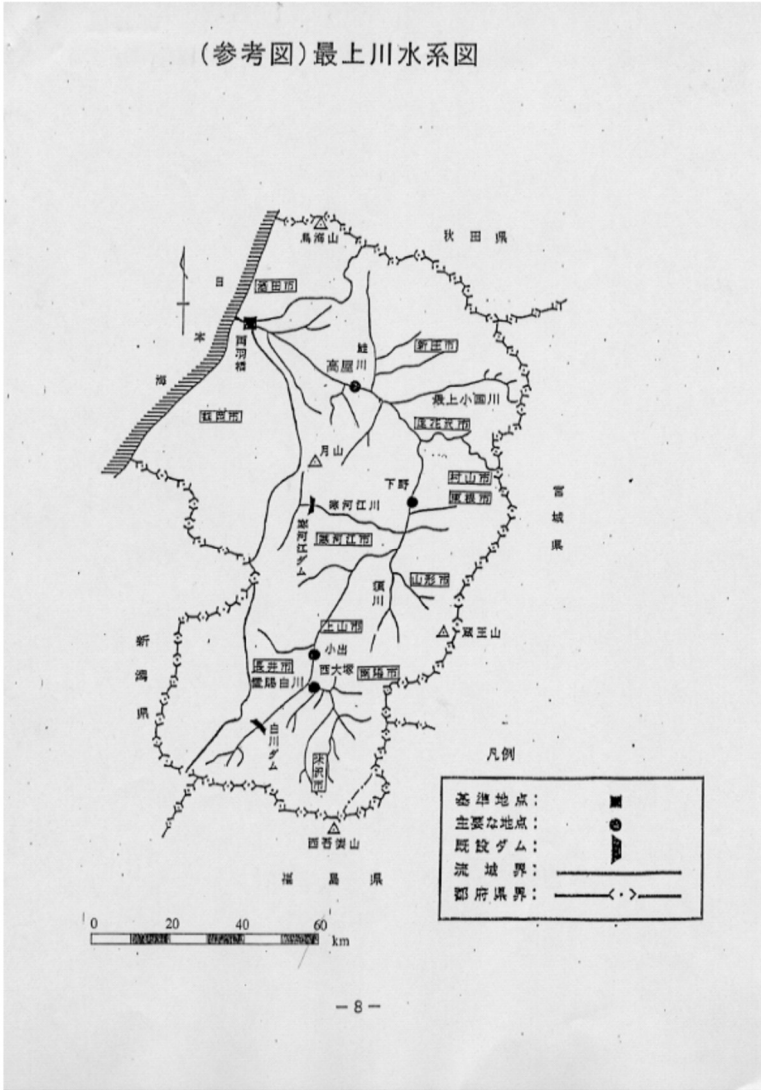 (参考図)最上川水系図
鳥海山
秋田県
日本海
酒田市
両羽橋
鮭川
新庄市
高屋
最上小国川
鶴岡市
尾花沢市
月山
下野
村山市
東根市
宮城県
寒河江川
寒河江ダム
寒河江市
須川
山形市
上山市
蔵王山
新潟県
小出
長井市
西大塚
南陽市
置賜白川
白川ダム
米沢市
西吾妻山
福島県
凡例
基準地点:
主要な地点:
既設ダム:
流域界:
都府県界:
0 20 40 60
km
-8-